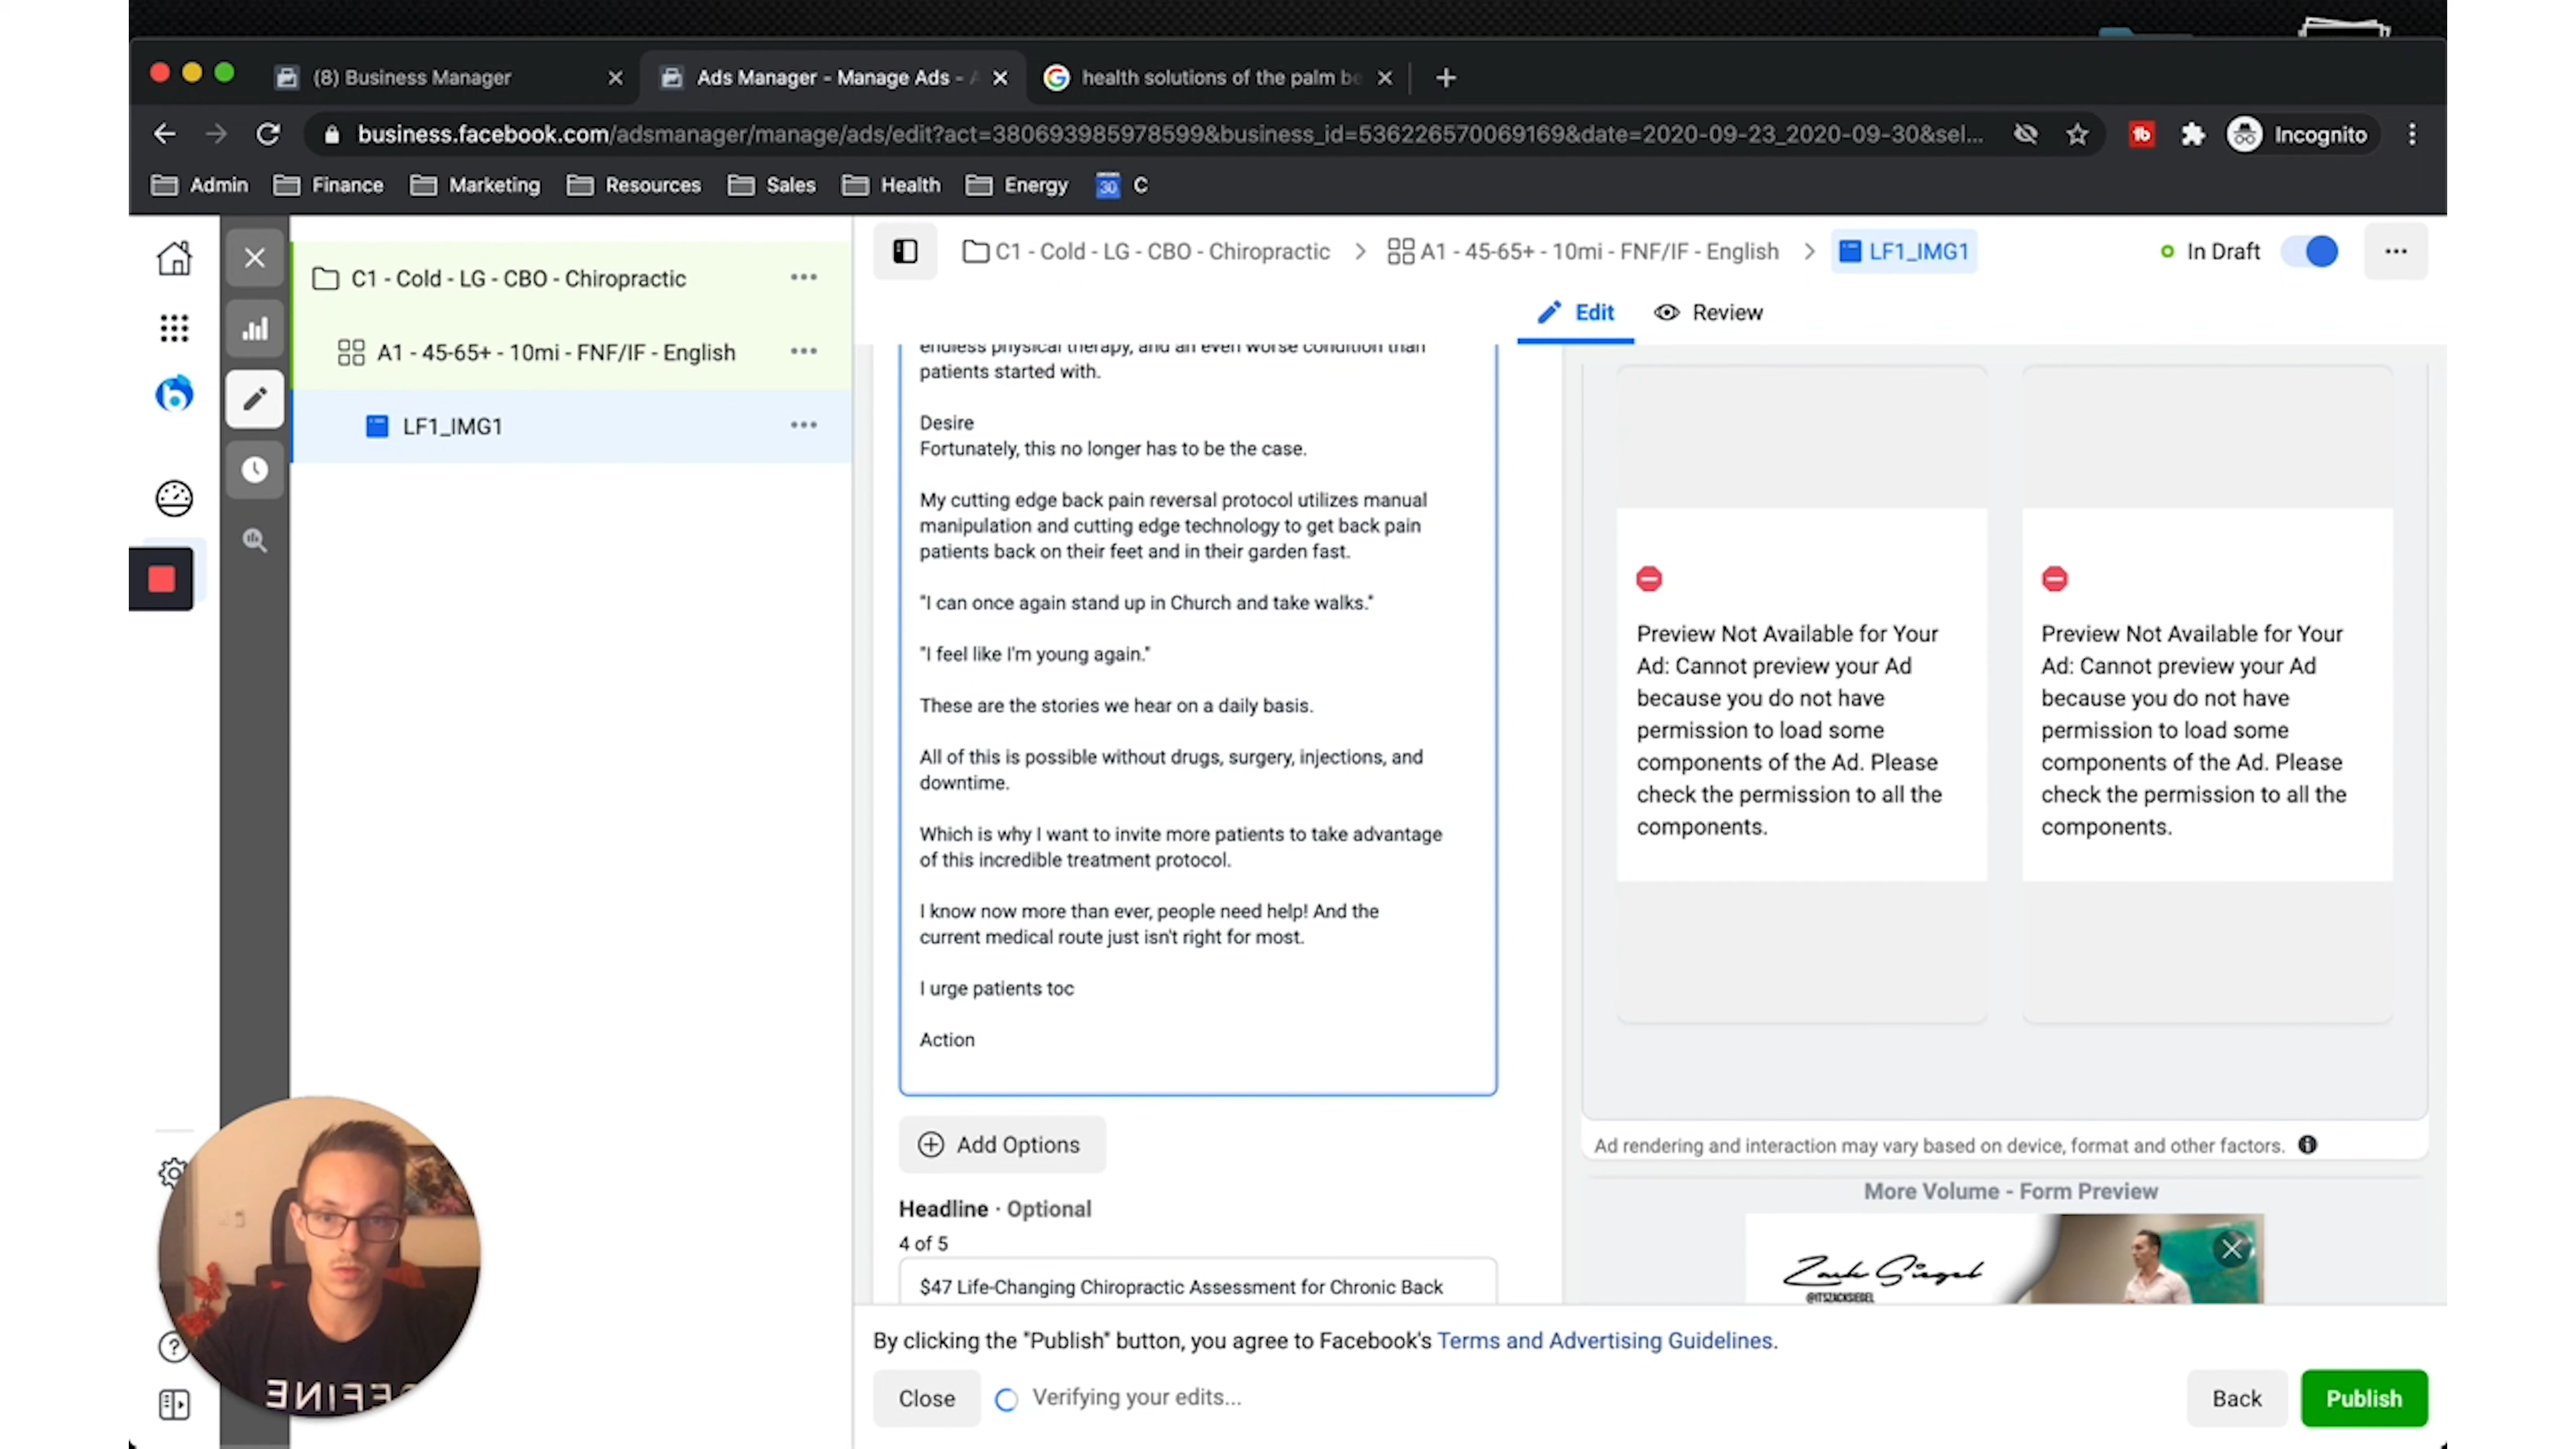 (8) Business Manager
Ads Manager - Manage Ads -
health solutions of the palm be
business.facebook.com/adsmanager/manage/ads/edit?act=380693985978599&business_id=536226570069169&date=2020-09-23_2020-09-30&sel...
Incognito
Admin
Finance
Marketing
Resources
Sales
Health
Energy
30
C
C1 - Cold - LG - CBO - Chiropractic
A1 - 45-65+ - 10mi - FNF/IF - English
LF1_IMG1
C1 - Cold - LG - CBO - Chiropractic
A1 - 45-65+ - 10mi - FNF/IF - English
LF1_IMG1
In Draft
Edit
Review
endless physical therapy, and an even worse condition than
patients started with.
Desire
Fortunately, this no longer has to be the case.
My cutting edge back pain reversal protocol utilizes manual
manipulation and cutting edge technology to get back pain
patients back on their feet and in their garden fast.
"I can once again stand up in Church and take walks."
"I feel like I'm young again."
These are the stories we hear on a daily basis.
All of this is possible without drugs, surgery, injections, and
downtime.
Which is why I want to invite more patients to take advantage
of this incredible treatment protocol.
I know now more than ever, people need help! And the
current medical route just isn't right for most.
I urge patients toc
Action
Add Options
Headline · Optional
4 of 5
$47 Life-Changing Chiropractic Assessment for Chronic Back
Preview Not Available for Your
Ad: Cannot preview your Ad
because you do not have
permission to load some
components of the Ad. Please
check the permission to all the
components.
Preview Not Available for Your
Ad: Cannot preview your Ad
because you do not have
permission to load some
components of the Ad. Please
check the permission to all the
components.
Ad rendering and interaction may vary based on device, format and other factors.
More Volume - Form Preview
Zack Siegel
@ITSZACKSIEGEL
By clicking the "Publish" button, you agree to Facebook's Terms and Advertising Guidelines.
Close
Verifying your edits...
Back
Publish